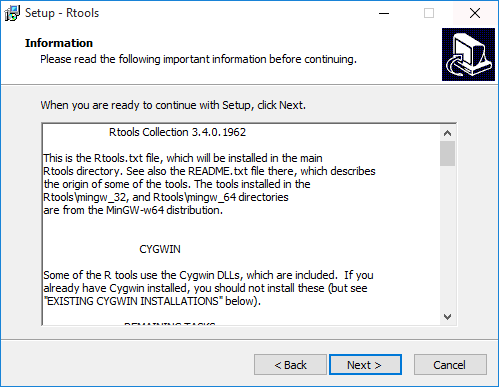 Setup - Rtools
Information
Please read the following important information before continuing.
When you are ready to continue with Setup, click Next.
Rtools Collection 3.4.0.1962
This is the Rtools.txt file, which will be installed in the main
Rtools directory. See also the README.txt file there, which describes
the origin of some of the tools. The tools installed in the
Rtools\mingw_32, and Rtools\mingw_64 directories
are from the MinGW-w64 distribution.
CYGWIN
Some of the R tools use the Cygwin DLLs, which are included.  If you
already have Cygwin installed, you should not install these (but see
"EXISTING CYGWIN INSTALLATIONS" below).
REMAINING TASKS
< Back
Next >
Cancel